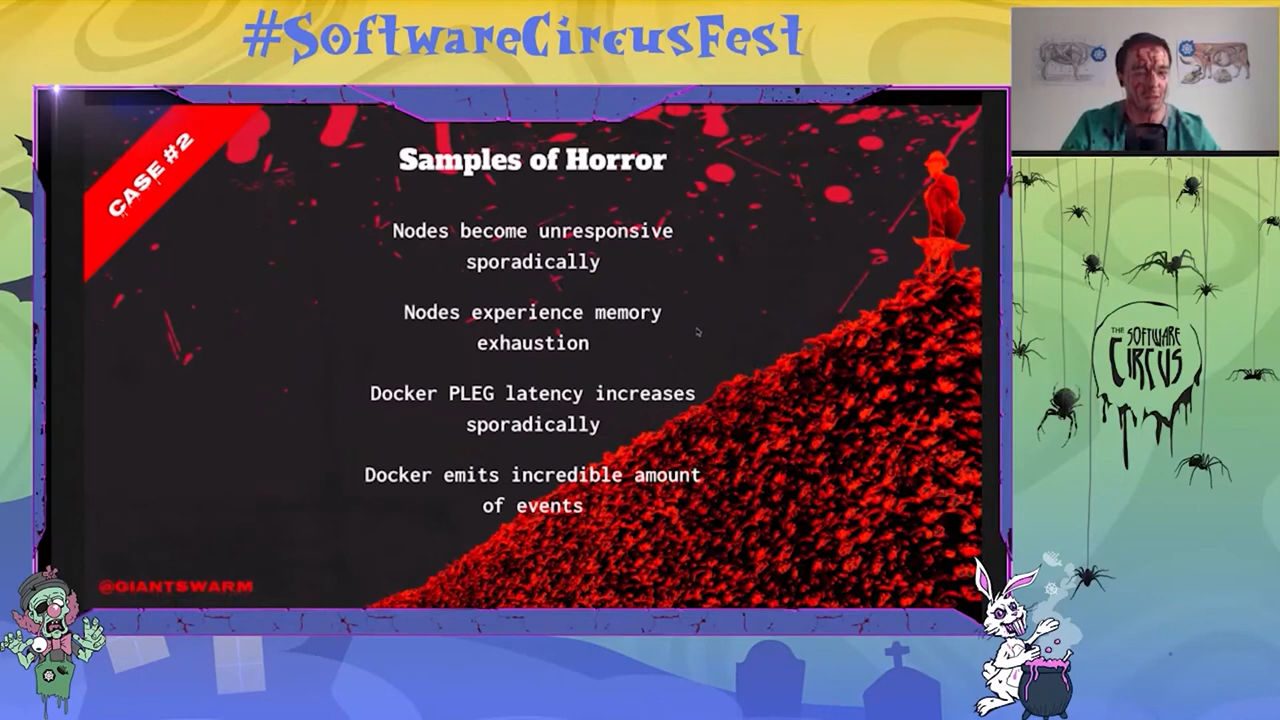 #SoftwareCircusFest
CASE #2
Samples of Horror
Nodes become unresponsive
sporadically
Nodes experience memory
exhaustion
Docker PLEG latency increases
sporadically
Docker emits incredible amount
of events
@GIANTSWARM
THE
SOFTWARE
CIRCUS